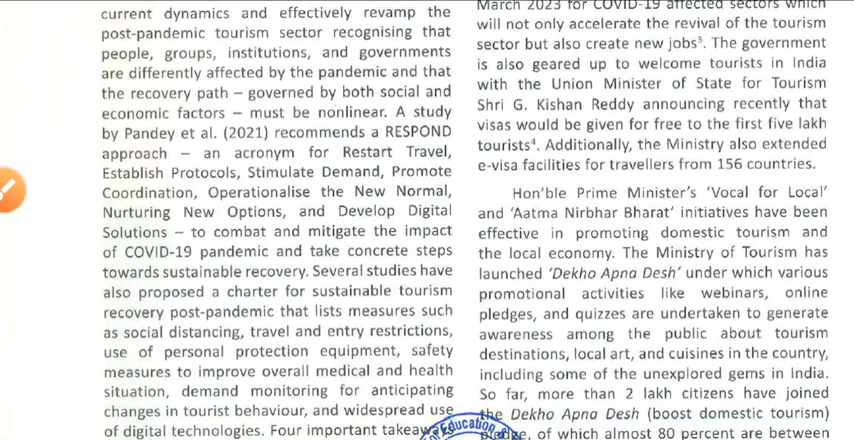 current dynamics and effectively revamp the
post-pandemic tourism sector recognising that
people, groups, institutions, and governments
are differently affected by the pandemic and that
the recovery path – governed by both social and
economic factors – must be nonlinear. A study
by Pandey et al. (2021) recommends a RESPOND
approach – an acronym for Restart Travel,
Establish Protocols, Stimulate Demand, Promote
Coordination, Operationalise the New Normal,
Nurturing New Options, and Develop Digital
Solutions – to combat and mitigate the impact
of COVID-19 pandemic and take concrete steps
towards sustainable recovery. Several studies have
also proposed a charter for sustainable tourism
recovery post-pandemic that lists measures such
as social distancing, travel and entry restrictions,
use of personal protection equipment, safety
measures to improve overall medical and health
situation, demand monitoring for anticipating
changes in tourist behaviour, and widespread use
of digital technologies. Four important takeaways
March 2023 for COVID-19 affected sectors which
will not only accelerate the revival of the tourism
sector but also create new jobs³. The government
is also geared up to welcome tourists in India
with the Union Minister of State for Tourism
Shri G. Kishan Reddy announcing recently that
visas would be given for free to the first five lakh
tourists⁴. Additionally, the Ministry also extended
e-visa facilities for travellers from 156 countries.
Hon'ble Prime Minister's 'Vocal for Local'
and 'Aatma Nirbhar Bharat' initiatives have been
effective in promoting domestic tourism and
the local economy. The Ministry of Tourism has
launched 'Dekho Apna Desh' under which various
promotional activities like webinars, online
pledges, and quizzes are undertaken to generate
awareness among the public about tourism
destinations, local art, and cuisines in the country,
including some of the unexplored gems in India.
So far, more than 2 lakh citizens have joined
the Dekho Apna Desh (boost domestic tourism)
pledge, of which almost 80 percent are between
of Education &